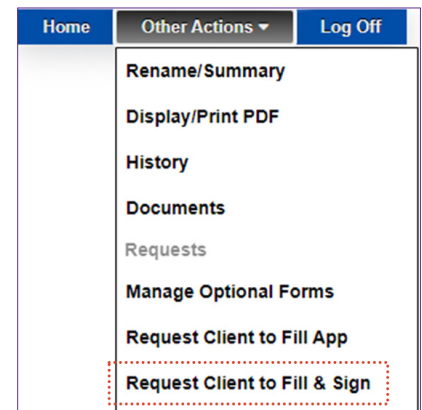 Home Other Actions ▾ Log Off
Rename/Summary
Display/Print PDF
History
Documents
Requests
Manage Optional Forms
Request Client to Fill App
Request Client to Fill & Sign